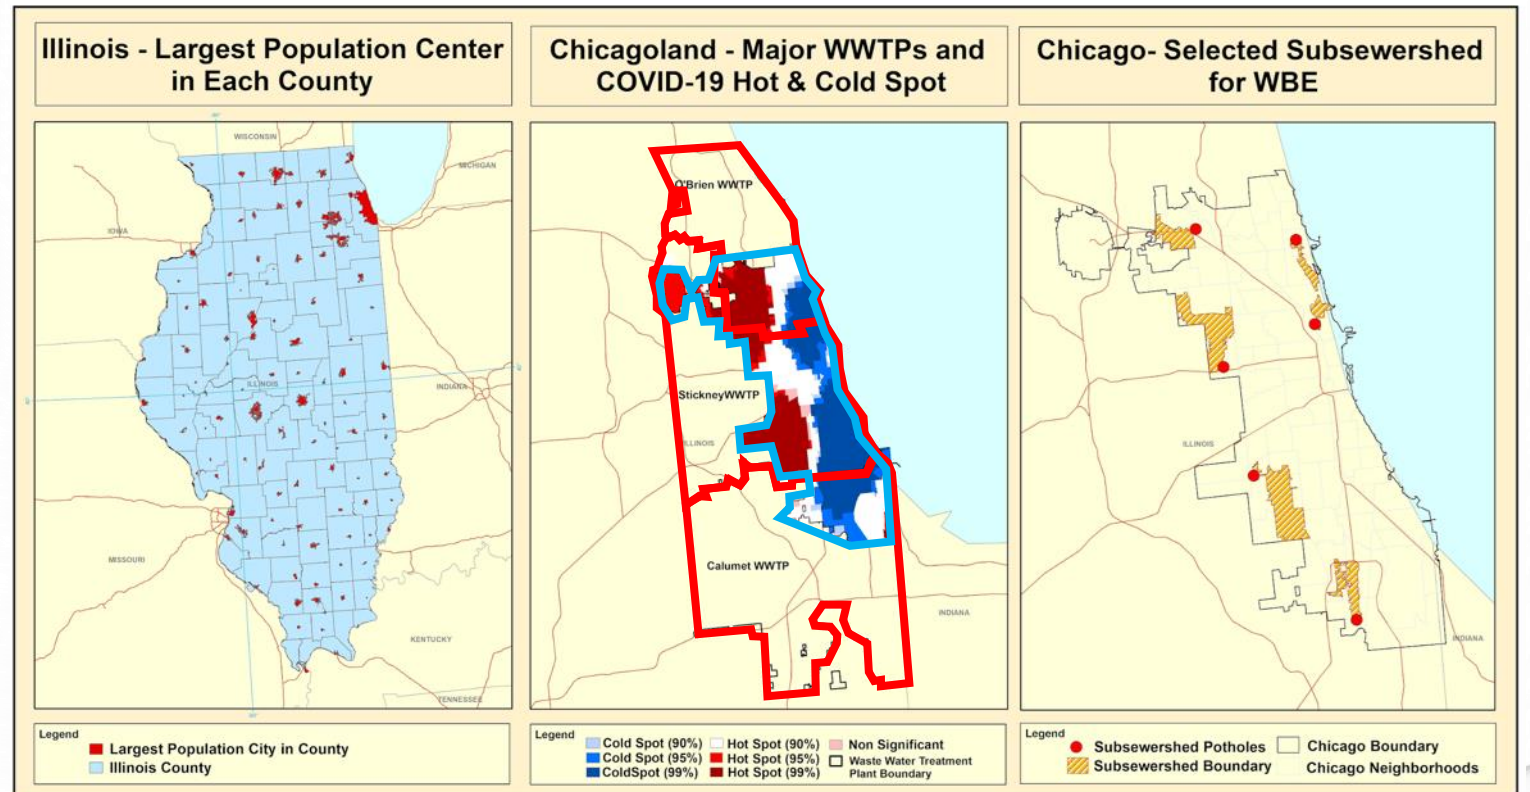 Illinois - Largest Population Center
in Each County
WISCONSIN
MICHIGAN
IOWA
ILLINOIS
INDIANA
MISSOURI
KENTUCKY
TENNESSEE
Legend
Largest Population City in County
Illinois County
Chicagoland - Major WWTPs and
COVID-19 Hot & Cold Spot
O'Brien WWTP
StickneyWWTP
ILLINOIS
Calumet WWTP
INDIANA
Legend
Cold Spot (90%)
Cold Spot (95%)
ColdSpot (99%)
Hot Spot (90%)
Hot Spot (95%)
Hot Spot (99%)
Non Significant
Waste Water Treatment
Plant Boundary
Chicago- Selected Subsewershed
for WBE
ILLINOIS
INDIANA
Legend
Subsewershed Potholes
Subsewershed Boundary
Chicago Boundary
Chicago Neighborhoods